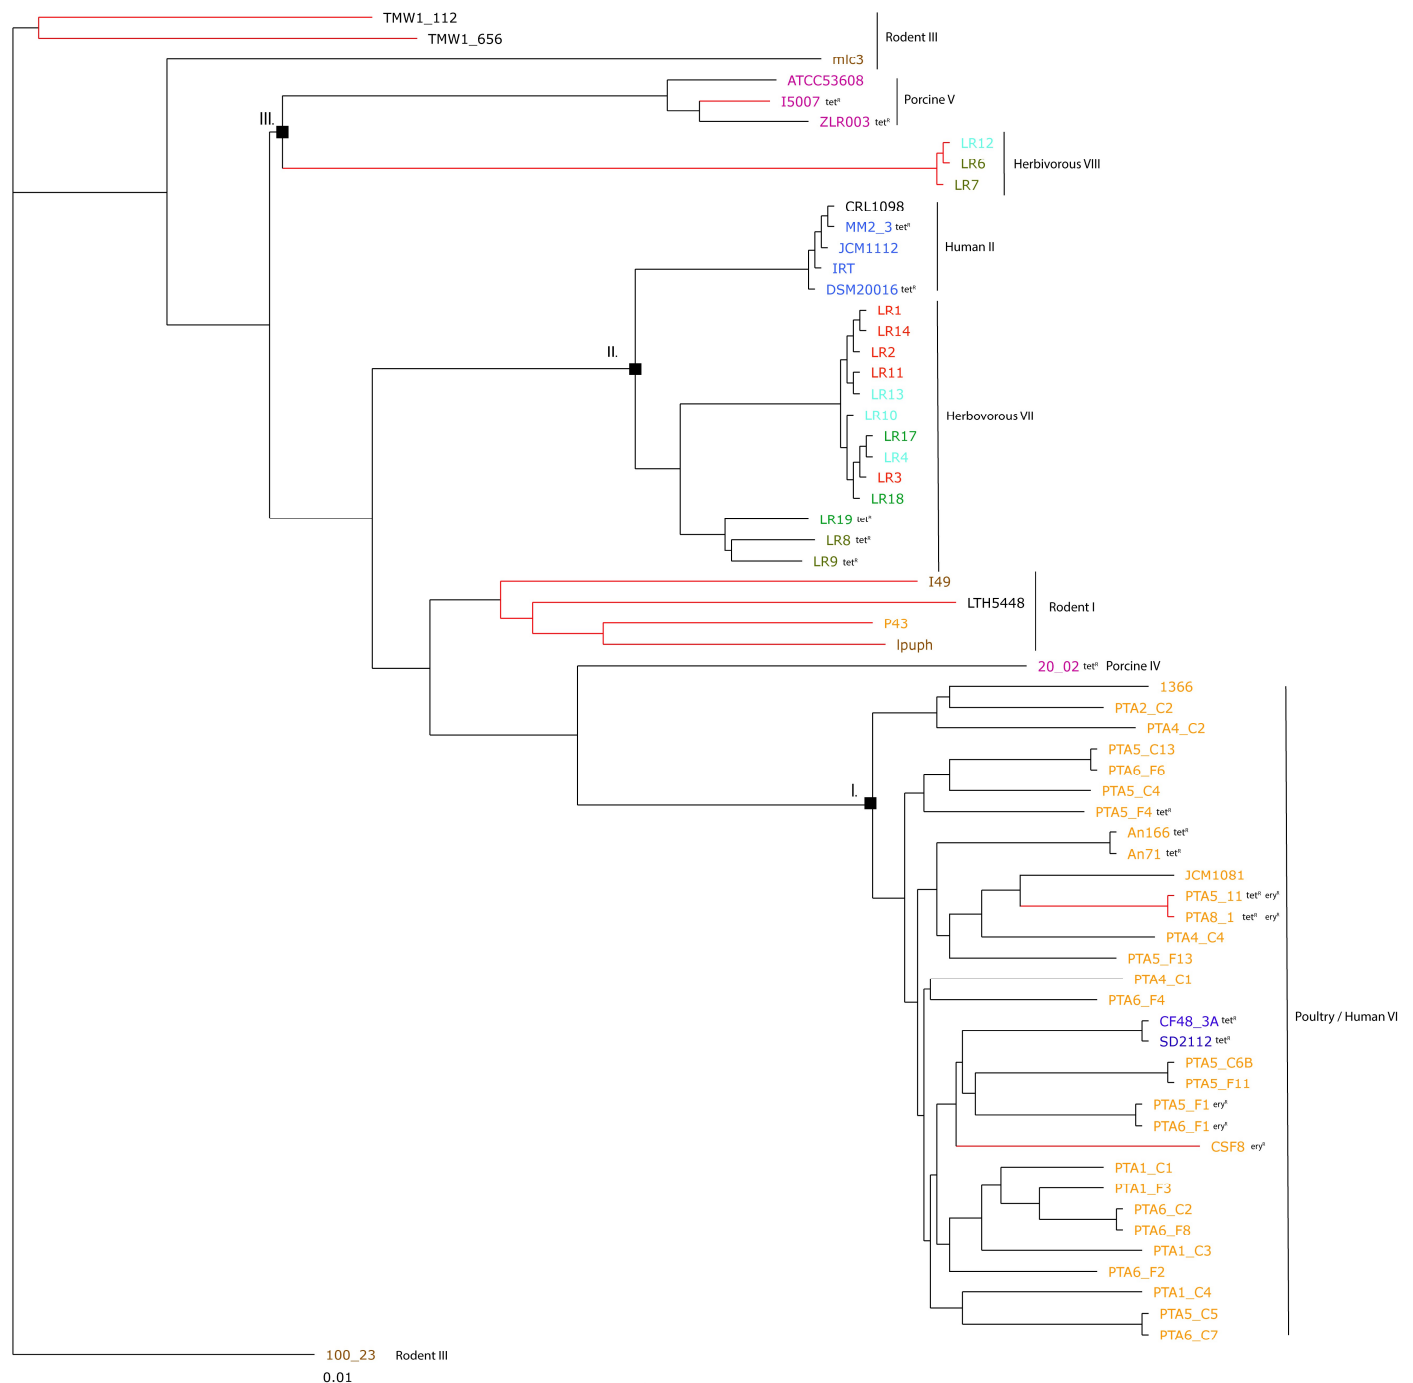 TMW1_112
TMW1_656
Rodent III
mlc3
ATCC53608
I5007 tetR
ZLR003 tetR
Porcine V
III.
LR12
LR6
LR7
Herbivorous VIII
CRL1098
MM2_3 tetR
JCM1112
IRT
DSM20016 tetR
Human II
II.
LR1
LR14
LR2
LR11
LR13
LR10
LR17
LR4
LR3
LR18
LR19 tetR
LR8 tetR
LR9 tetR
Herbovorous VII
I49
LTH5448
P43
lpuph
Rodent I
20_02 tetR Porcine IV
1366
PTA2_C2
PTA4_C2
PTA5_C13
PTA6_F6
PTA5_C4
I.
PTA5_F4 tetR
An166 tetR
An71 tetR
JCM1081
PTA5_11 tetR eryR
PTA8_1 tetR eryR
PTA4_C4
PTA5_F13
PTA4_C1
PTA6_F4
CF48_3A tetR
SD2112 tetR
Poultry / Human VI
PTA5_C6B
PTA5_F11
PTA5_F1 eryR
PTA6_F1 eryR
CSF8 eryR
PTA1_C1
PTA1_F3
PTA6_C2
PTA6_F8
PTA1_C3
PTA6_F2
PTA1_C4
PTA5_C5
PTA6_C7
100_23 Rodent III
0.01